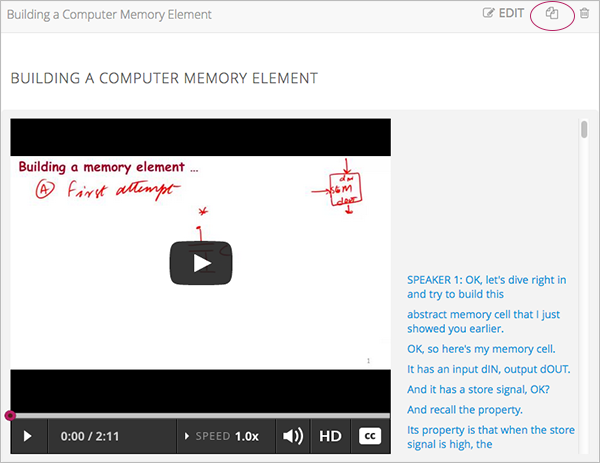 Building a Computer Memory Element
EDIT
BUILDING A COMPUTER MEMORY ELEMENT
Building a memory element ...
A First attempt
*
dIN
M
dOUT
1
SPEAKER 1: OK, let's dive right in
and try to build this
abstract memory cell that I just
showed you earlier.
OK, so here's my memory cell.
It has an input dIN, output dOUT.
And it has a store signal, OK?
And recall the property.
Its property is that when the store
signal is high, the
0:00 / 2:11
SPEED 1.0x
HD
cc